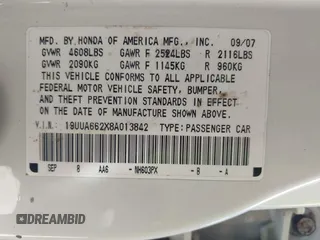 MFD. BY HONDA OF AMERICA MFG., INC. 09/07
GVWR 4608LBS GAWR F 2524LBS R 2116LBS
GVWR 2090KG GAWR F 1145KG R 960KG
THIS VEHICLE CONFORMS TO ALL APPLICABLE
FEDERAL MOTOR VEHICLE SAFETY, BUMPER,
AND THEFT PREVENTION STANDARDS IN
EFFECT ON THE DATE OF MANUFACTURE
SHOWN ABOVE.
V.I.N. 19UUA662X8A013842 TYPE:PASSENGER CAR
SEP 8 AA6 -NH603PX -B -A
DREAMBID